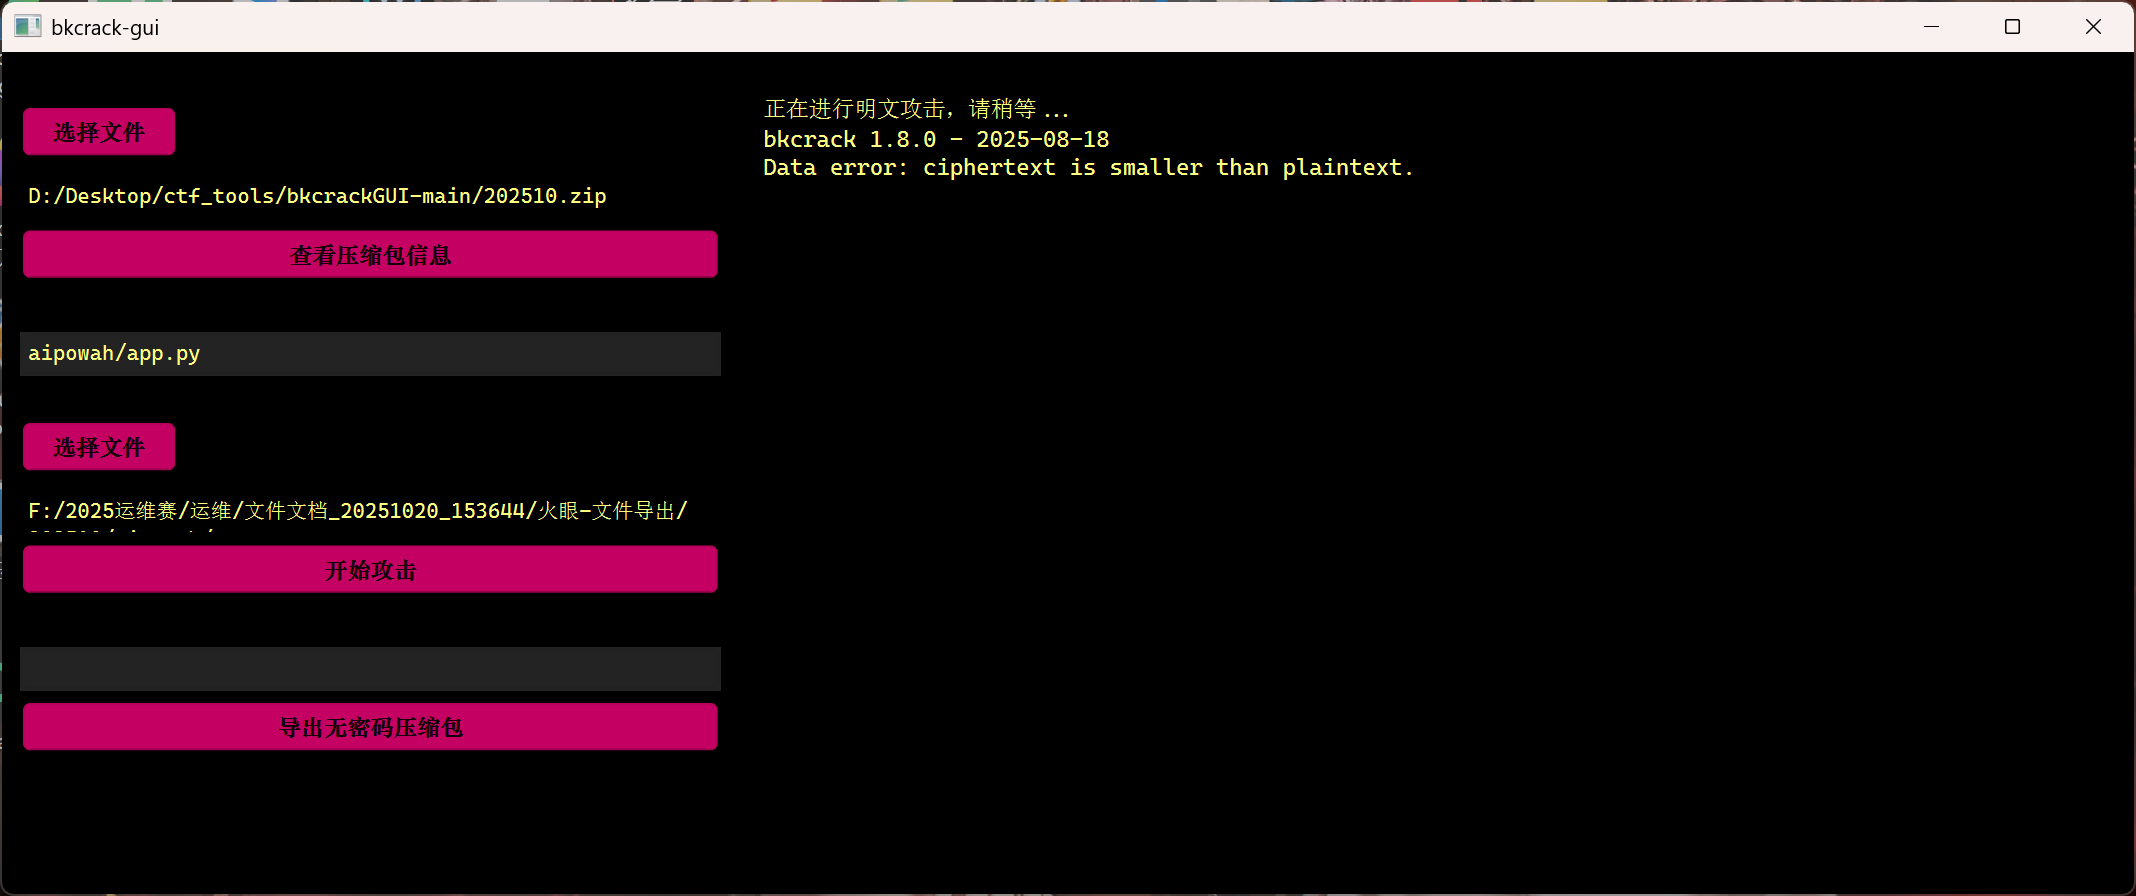 bkcrack-gui
选择文件
D:/Desktop/ctf_tools/bkcrackGUI-main/202510.zip
查看压缩包信息
aipowah/app.py
选择文件
F:/2025运维赛/运维/文件文档_20251020_153644/火眼-文件导出/
开始攻击
导出无密码压缩包
正在进行明文攻击，请稍等...
bkcrack 1.8.0 - 2025-08-18
Data error: ciphertext is smaller than plaintext.